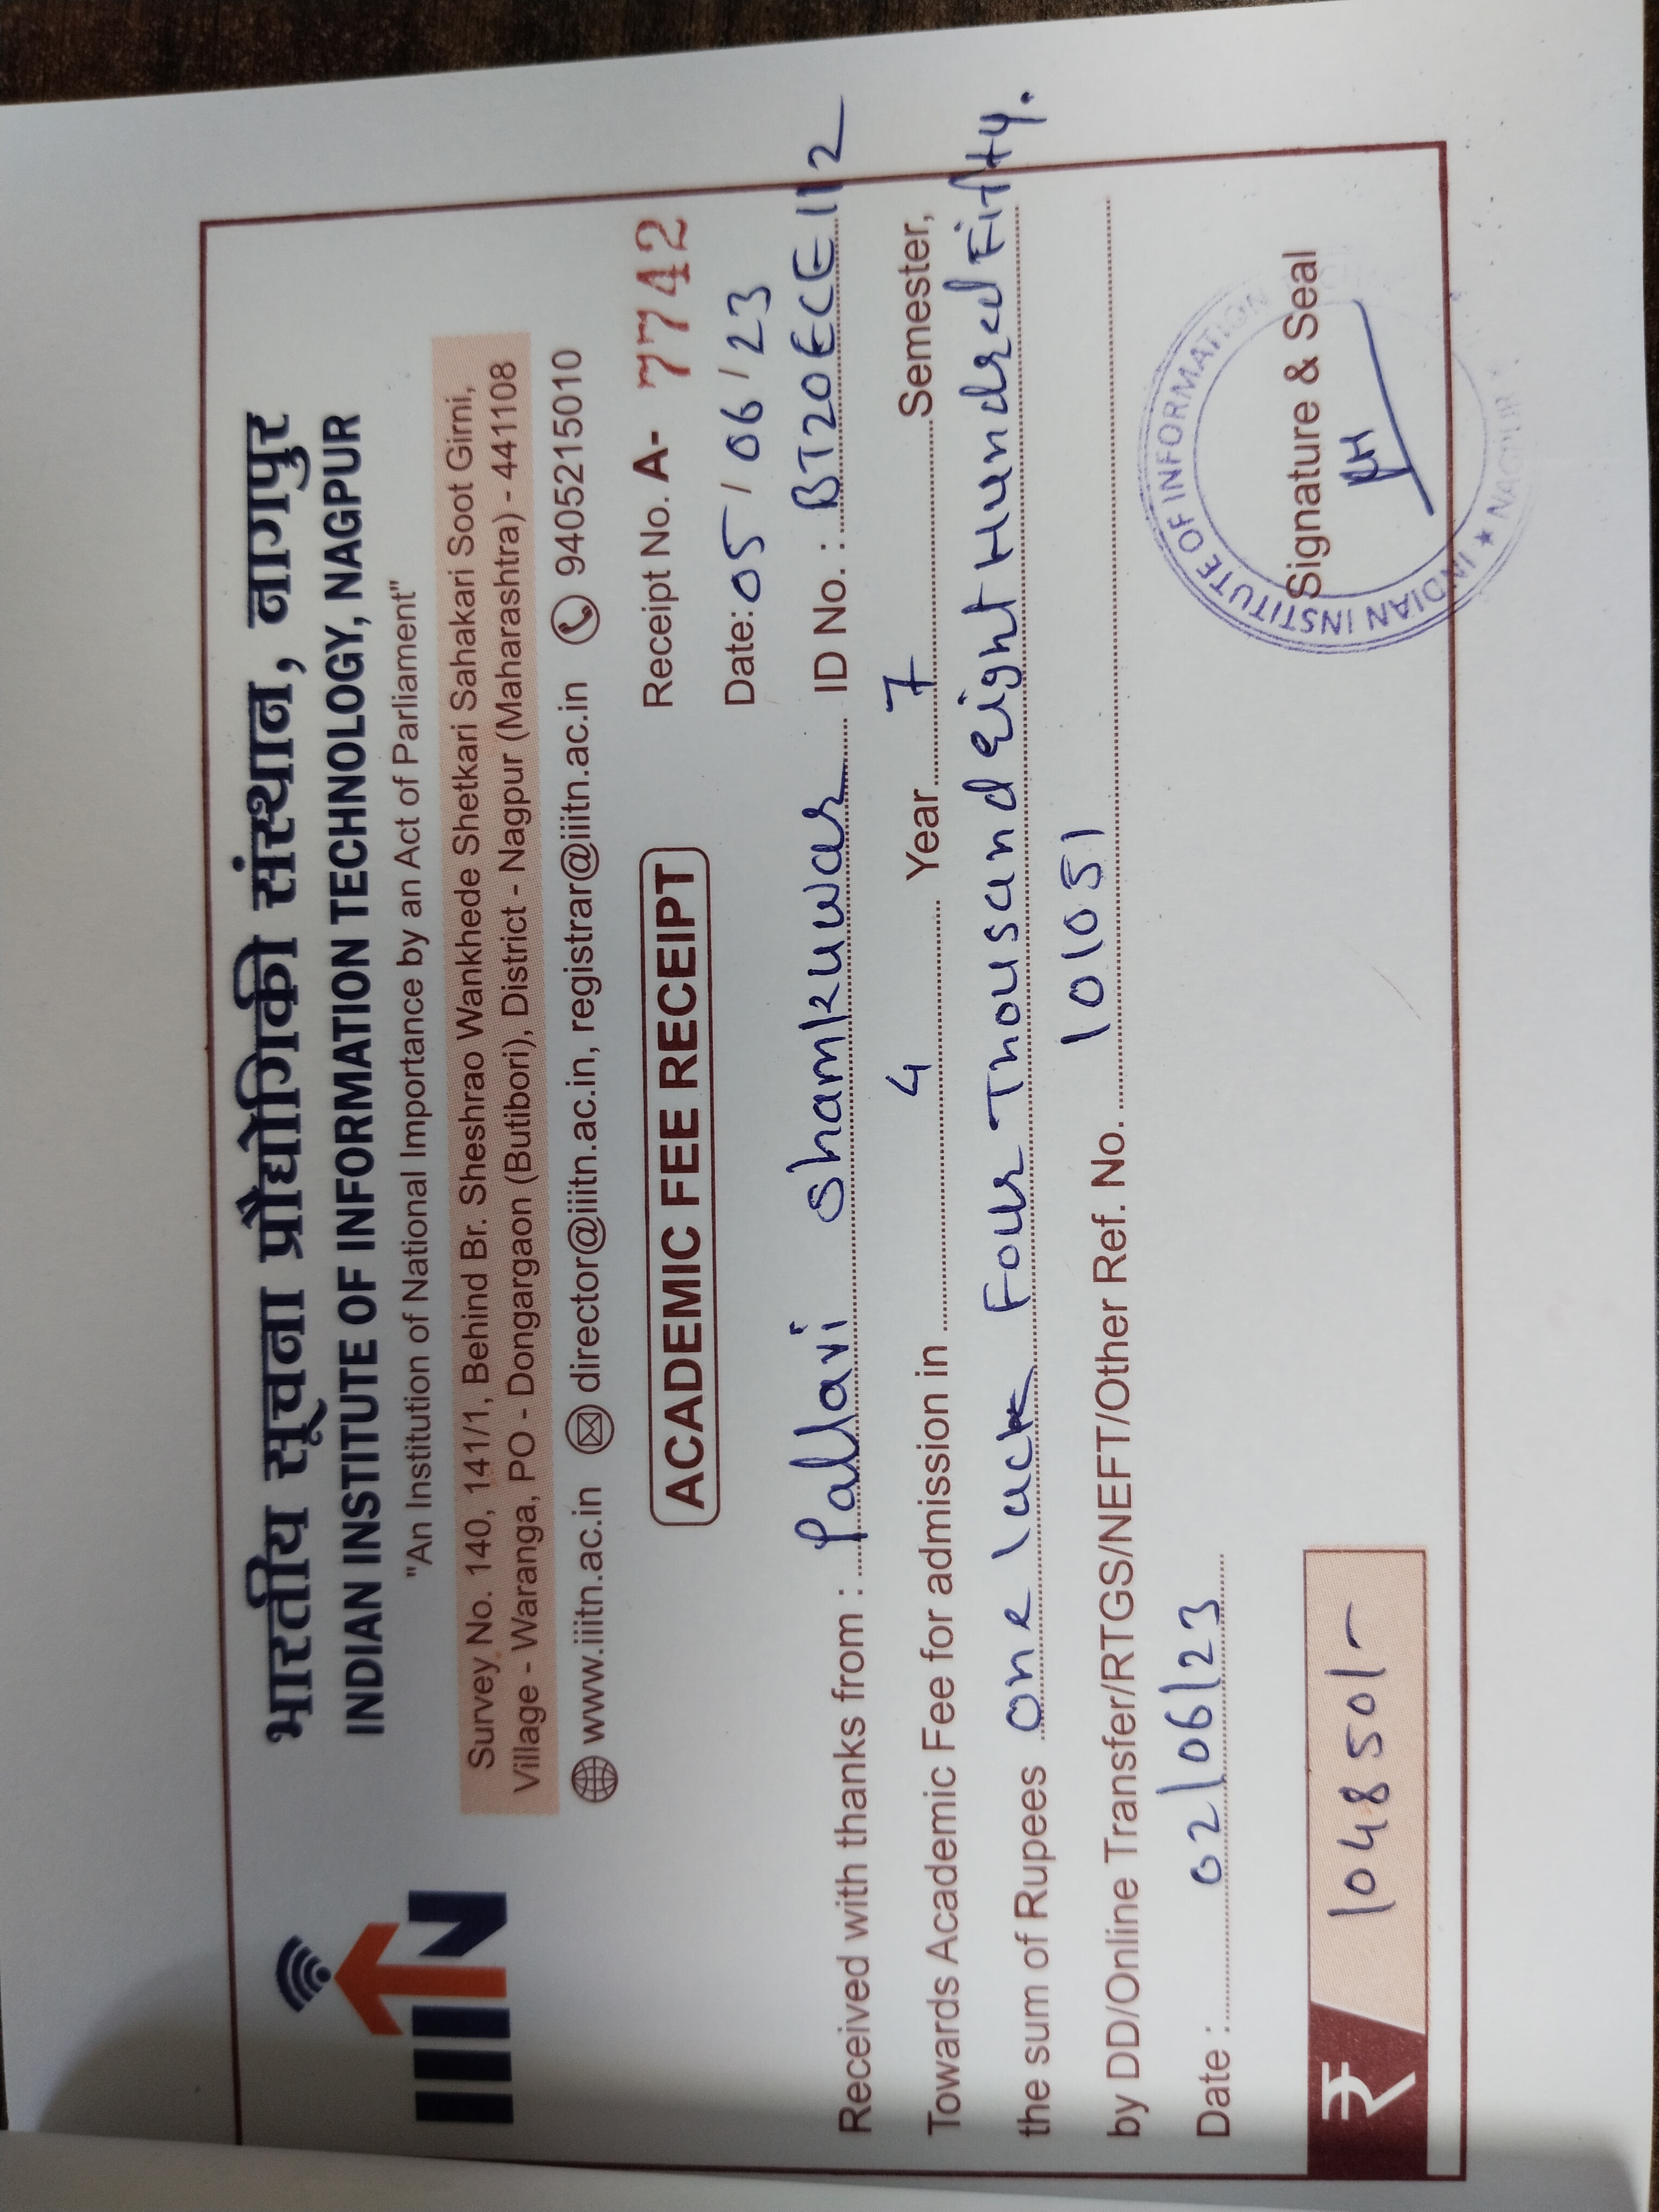 भारतीय सूचना प्रौद्योगिकी संस्थान, नागपुर
IIITN
INDIAN INSTITUTE OF INFORMATION TECHNOLOGY, NAGPUR
"An Institution of National Importance by an Act of Parliament"
Survey No. 140, 141/1, Behind Br. Sheshrao Wankhede Shetkari Sahakari Soot Girni,
Village - Waranga, PO - Dongargaon (Butibori), District - Nagpur (Maharashtra) - 441108
www.iiitn.ac.in director@iiitn.ac.in, registrar@iiitn.ac.in 9405215010
ACADEMIC FEE RECEIPT
Receipt No. A- 7742
Date: 05 / 06 / 23
Received with thanks from : Pallavi Shamkuwar ID No. : BT20ECE112
Towards Academic Fee for admission in 4 Year 7 Semester,
the sum of Rupees One lack Four Thousand Eight Hundred Fifty.
by DD/Online Transfer/RTGS/NEFT/Other Ref. No. 101051
Date : 02/06/23
INDIAN INSTITUTE OF INFORMATION
Signature & Seal
₹ 104850/-
★ NAGPUR